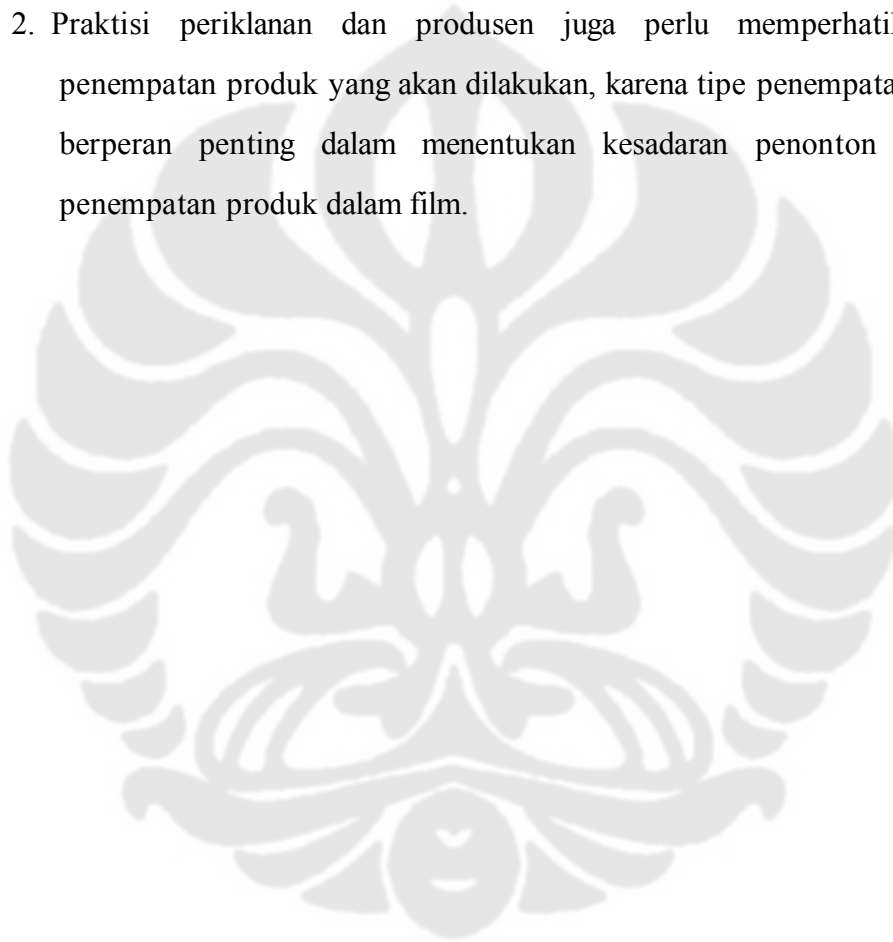 2. Praktisi periklanan dan produsen juga perlu memperhati
penempatan produk yang akan dilakukan, karena tipe penempata
berperan penting dalam menentukan kesadaran penonton
penempatan produk dalam film.